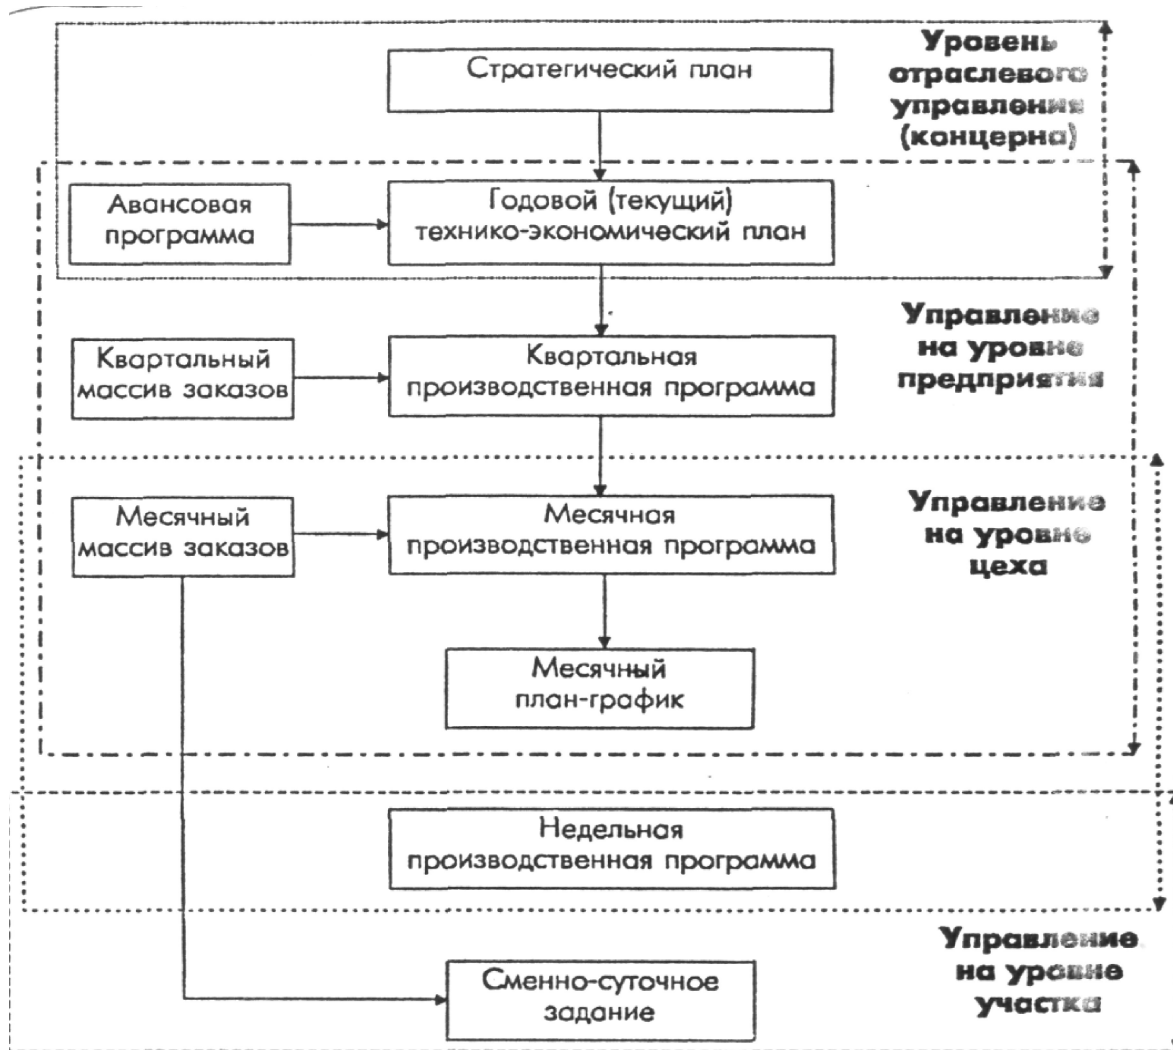 Стратегический план
Уровень
отраслевого
управления
(концерна)
Авансовая
программа
Годовой (текущий)
технико-экономический план
Квартальный
массив заказов
Квартальная
производственная программа
Управление
на уровне
предприятия
Месячный
массив заказов
Месячная
производственная программа
Управление
на уровне
цеха
Месячный
план-график
Недельная
производственная программа
Сменно-суточное
задание
Управление
на уровне
участка